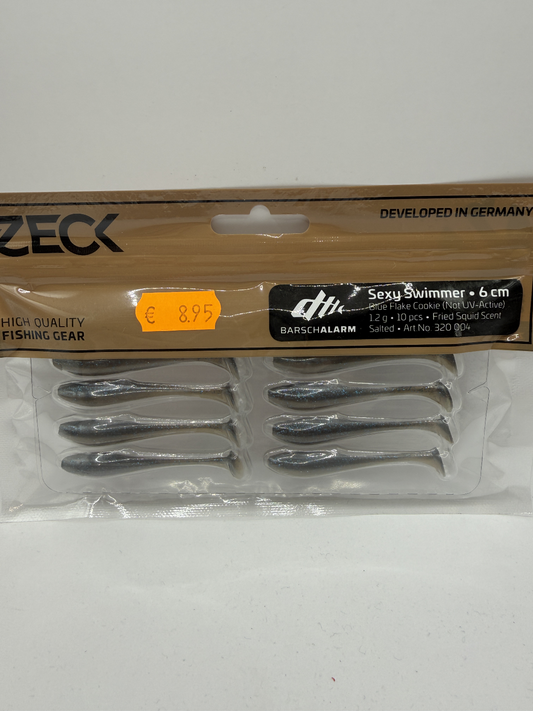 ZECK
DEVELOPED IN GERMANY
HIGH QUALITY
FISHING GEAR
€ 8.95
BARSCHALARM
Sexy Swimmer • 6 cm
Blue Flake Cookie (Not UV-Active)
1.2 g • 10 pcs • Fried Squid Scent
Salted • Art No. 320 004